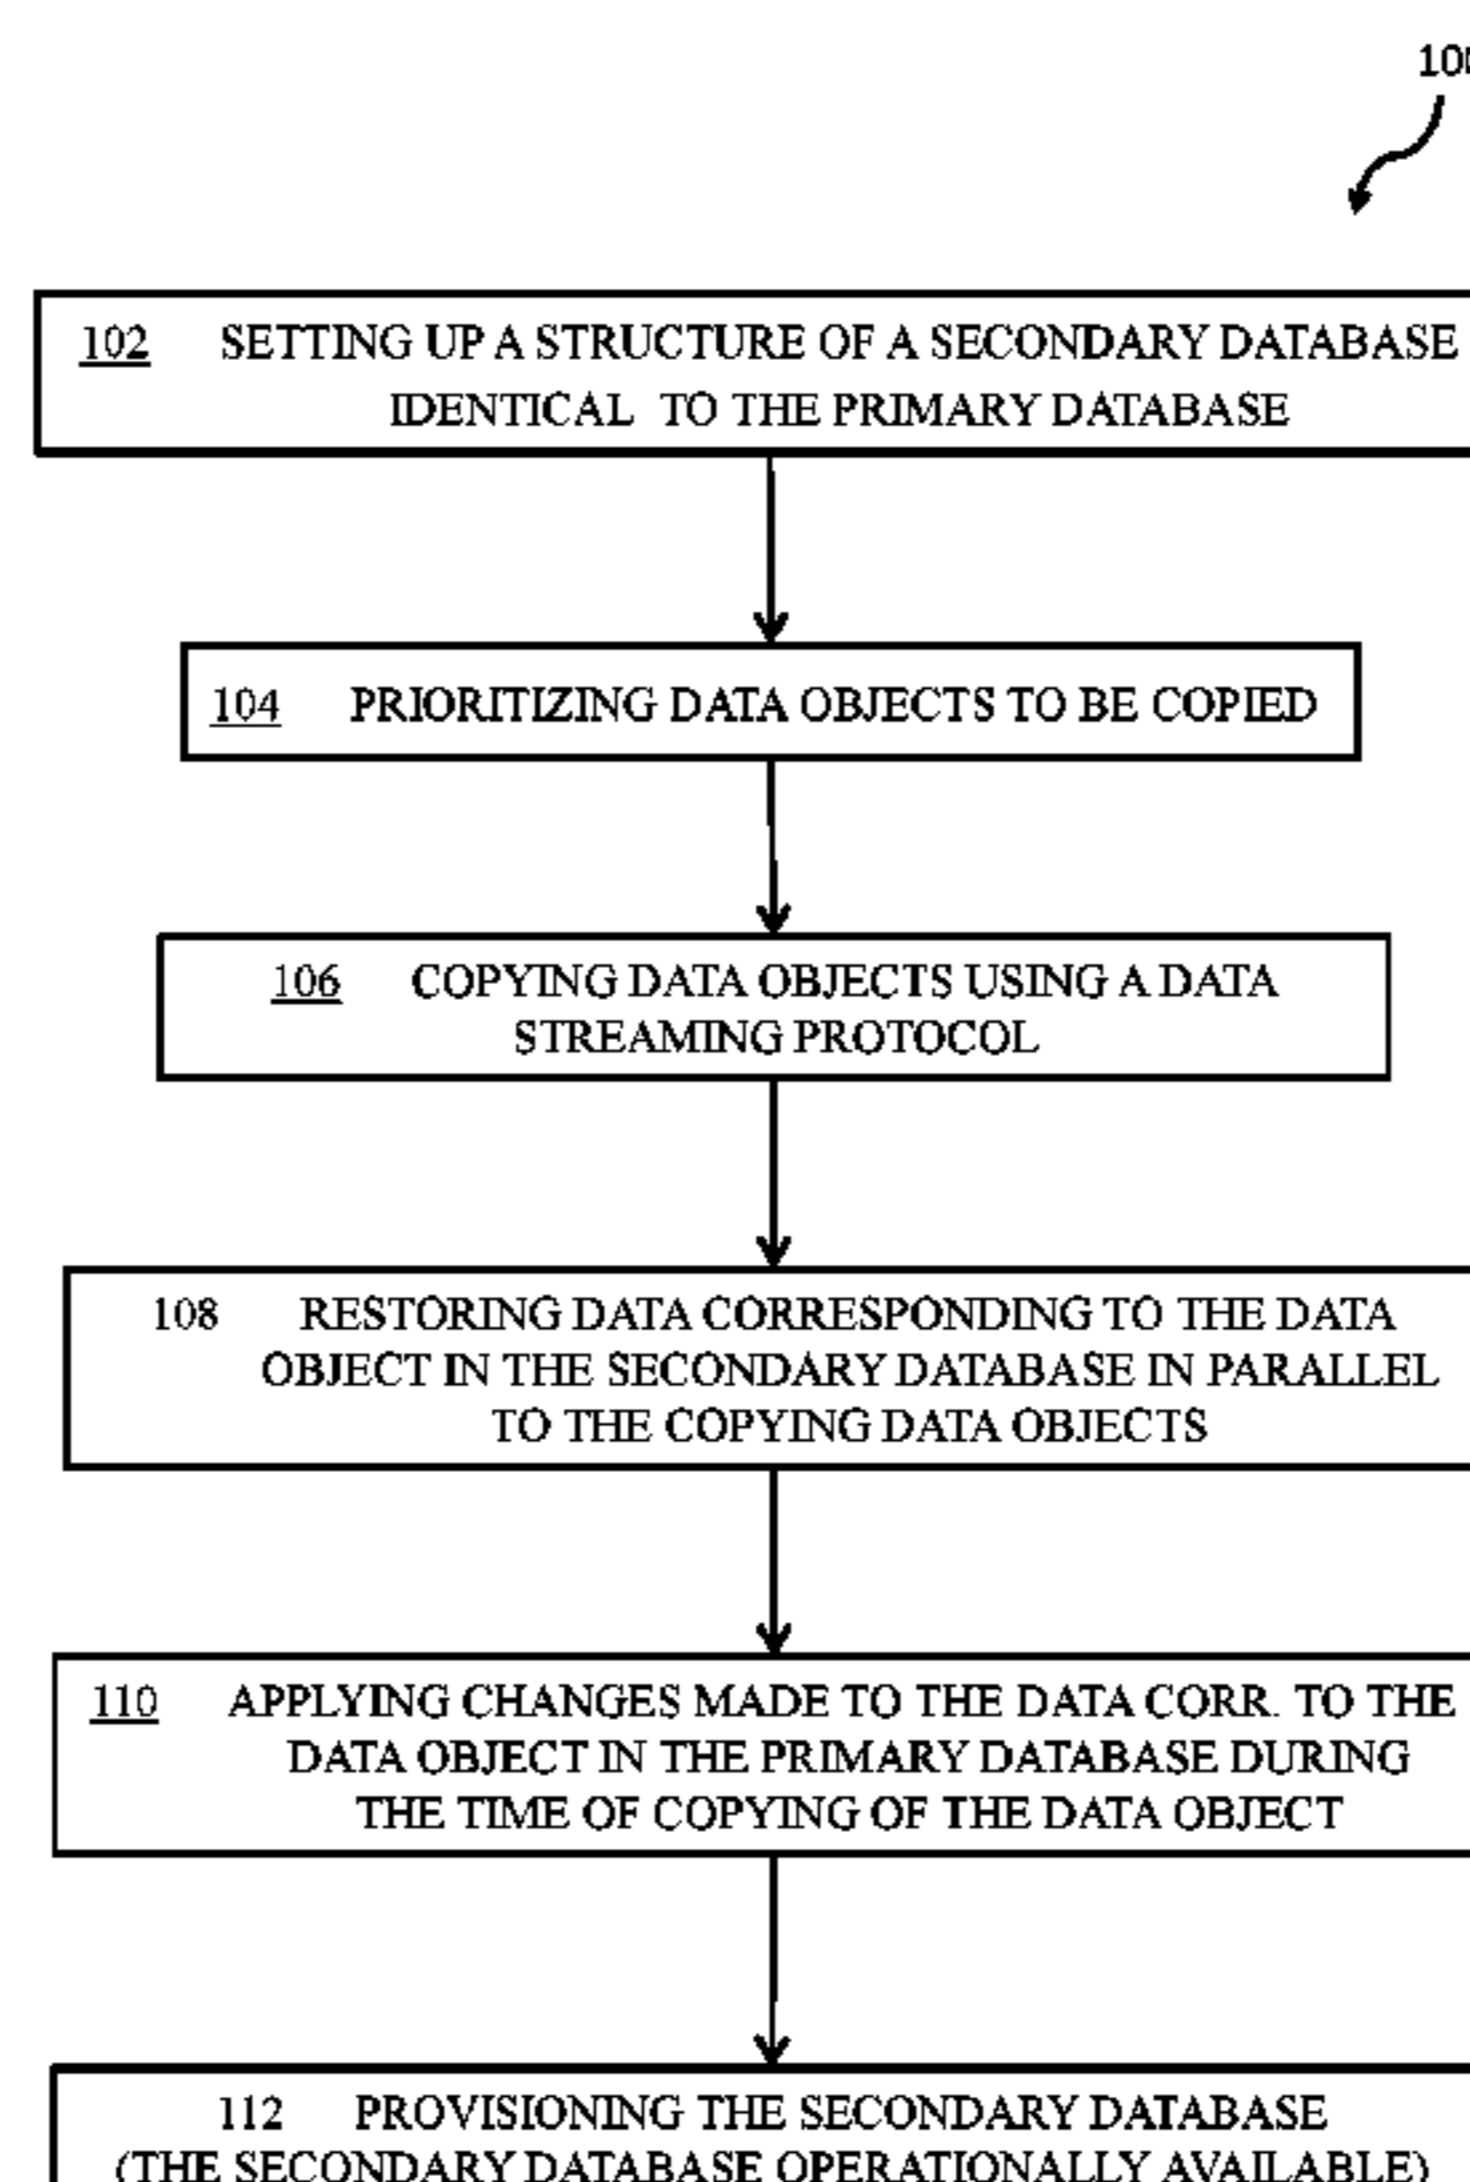 102 SETTING UP A STRUCTURE OF A SECONDARY DATABASE
IDENTICAL TO THE PRIMARY DATABASE
104 PRIORITIZING DATA OBJECTS TO BE COPIED
106 COPYING DATA OBJECTS USING A DATA
STREAMING PROTOCOL
108 RESTORING DATA CORRESPONDING TO THE DATA
OBJECT IN THE SECONDARY DATABASE IN PARALLEL
TO THE COPYING DATA OBJECTS
110 APPLYING CHANGES MADE TO THE DATA CORR. TO THE
DATA OBJECT IN THE PRIMARY DATABASE DURING
THE TIME OF COPYING OF THE DATA OBJECT
112 PROVISIONING THE SECONDARY DATABASE
(THE SECONDARY DATABASE OPERATIONALLY AVAILABLE)